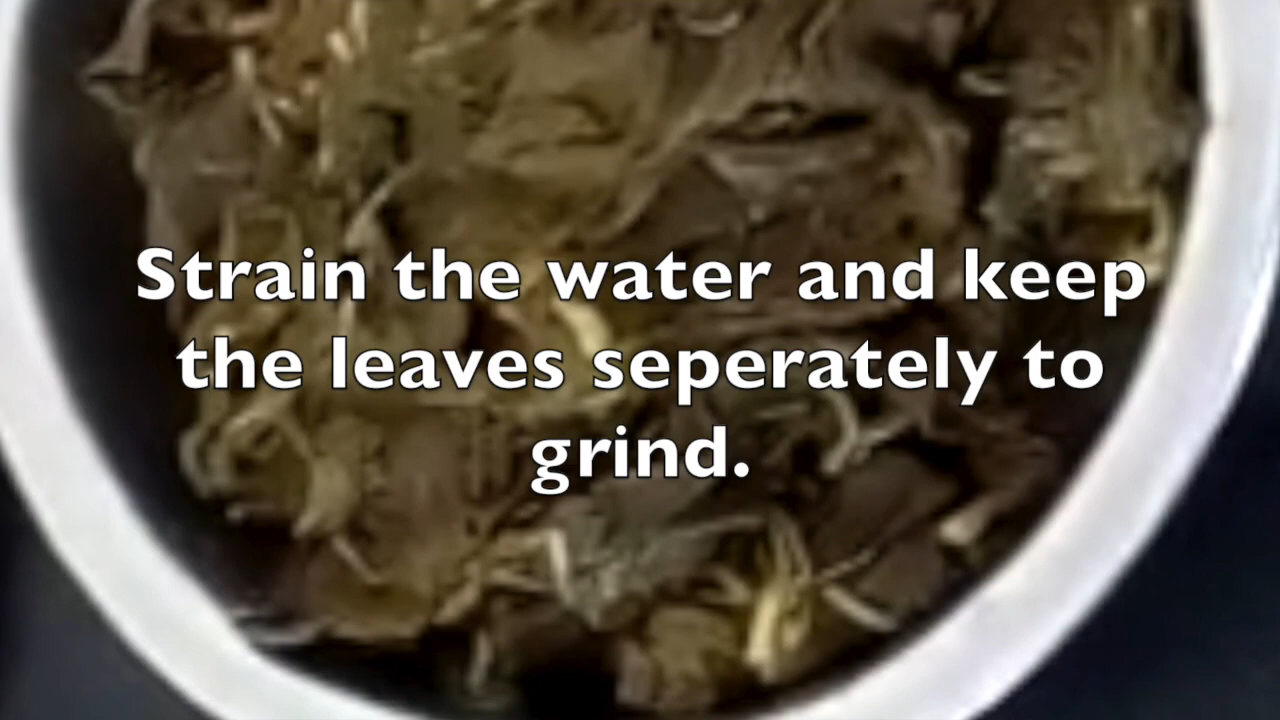 Strain the water and keep
the leaves seperately to
grind.